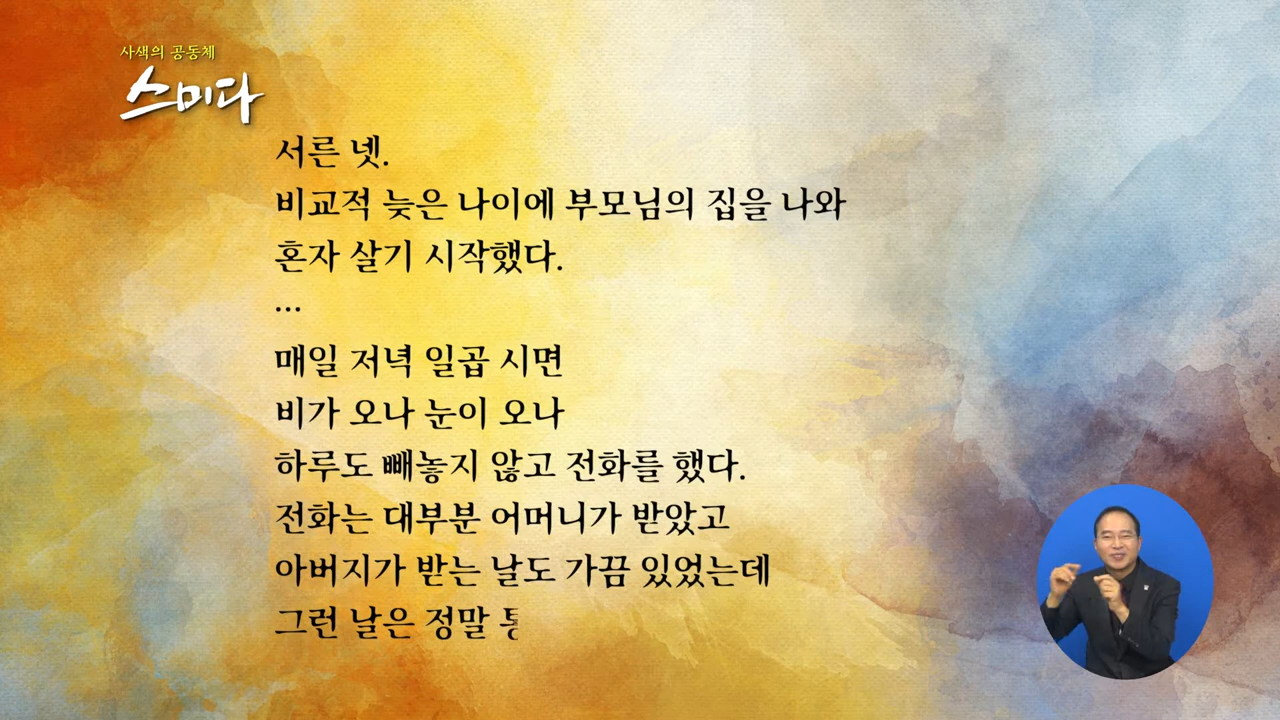 사색의 공동체
스미다
서른 넷.
비교적 늦은 나이에 부모님의 집을 나와
혼자 살기 시작했다.
...
매일 저녁 일곱 시면
비가 오나 눈이 오나
하루도 빼놓지 않고 전화를 했다.
전화는 대부분 어머니가 받았고
아버지가 받는 날도 가끔 있었는데
그런 날은 정말